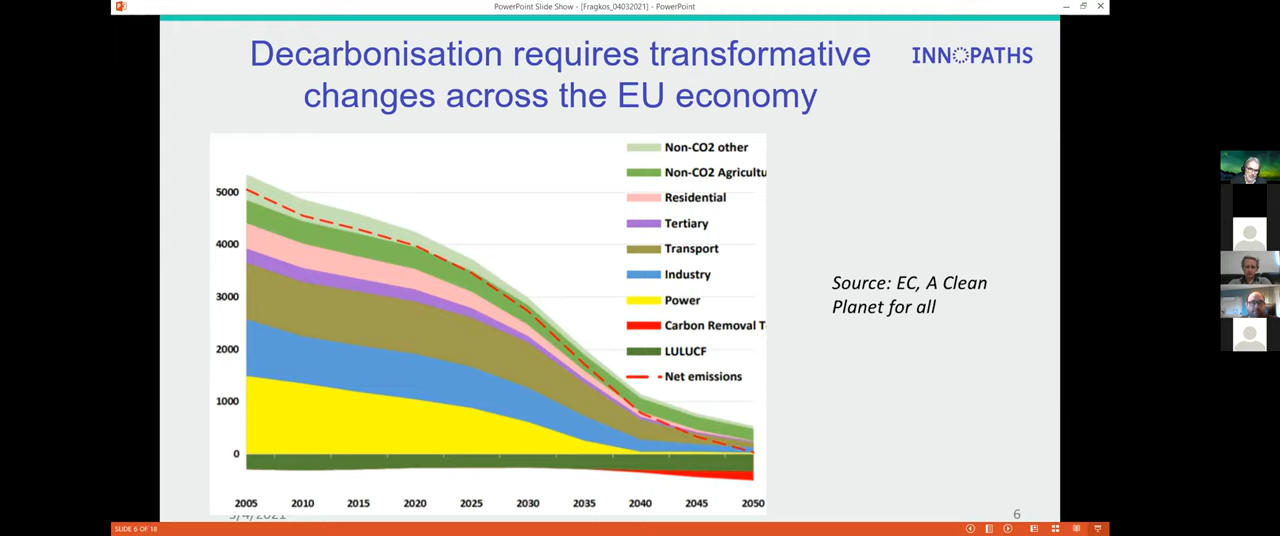 PowerPoint Slide Show - [Fragkos_04032021] - PowerPoint
Decarbonisation requires transformative
changes across the EU economy
INNOPATHS
Non-CO2 other
Non-CO2 Agricultu
Residential
Tertiary
Transport
Industry
Power
Carbon Removal T
LULUCF
Net emissions
5000
4000
3000
2000
1000
0
2005 2010 2015 2020 2025 2030 2035 2040 2045 2050
Source: EC, A Clean
Planet for all
3/4/2021
6
SLIDE 6 OF 18